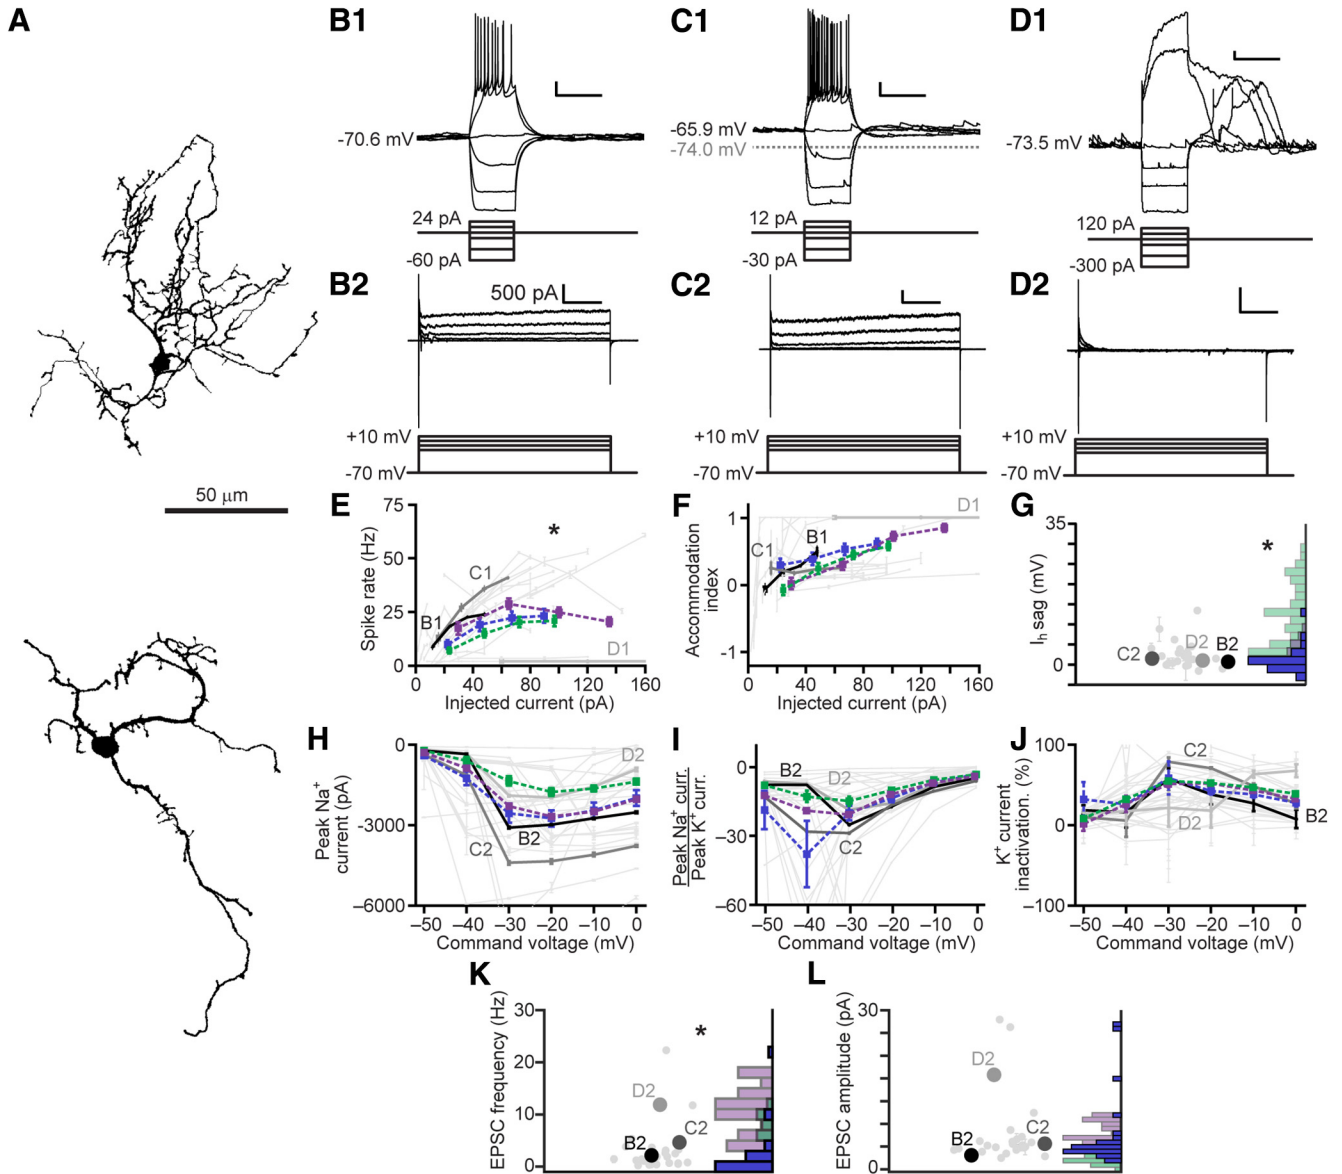 A
B1
C1
D1
-70.6 mV
-65.9 mV
-74.0 mV
-73.5 mV
24 pA
-60 pA
12 pA
-30 pA
120 pA
-300 pA
B2
500 pA
C2
D2
+10 mV
-70 mV
+10 mV
-70 mV
+10 mV
-70 mV
50 µm
E
Spike rate (Hz)
75
50
25
0
*
C1
B1
D1
0 40 80 120 160
Injected current (pA)
F
Accommodation
index
1
0
-1
D1
B1
C1
0 40 80 120 160
Injected current (pA)
G
Ih sag (mV)
35
0
*
C2
D2
B2
H
Peak Na+
current (pA)
0
−3000
−6000
D2
B2
C2
−50 −40 −30 −20 −10 0
Command voltage (mV)
I
Peak Na+ curr.
Peak K+ curr.
0
−30
−60
B2
D2
C2
−50 −40 −30 −20 −10 0
Command voltage (mV)
J
K+ current
inactivation. (%)
100
0
−100
C2
D2
B2
−50 −40 −30 −20 −10 0
Command voltage (mV)
K
EPSC frequency (Hz)
30
20
10
0
*
D2
B2
C2
L
EPSC amplitude (pA)
30
0
D2
B2
C2